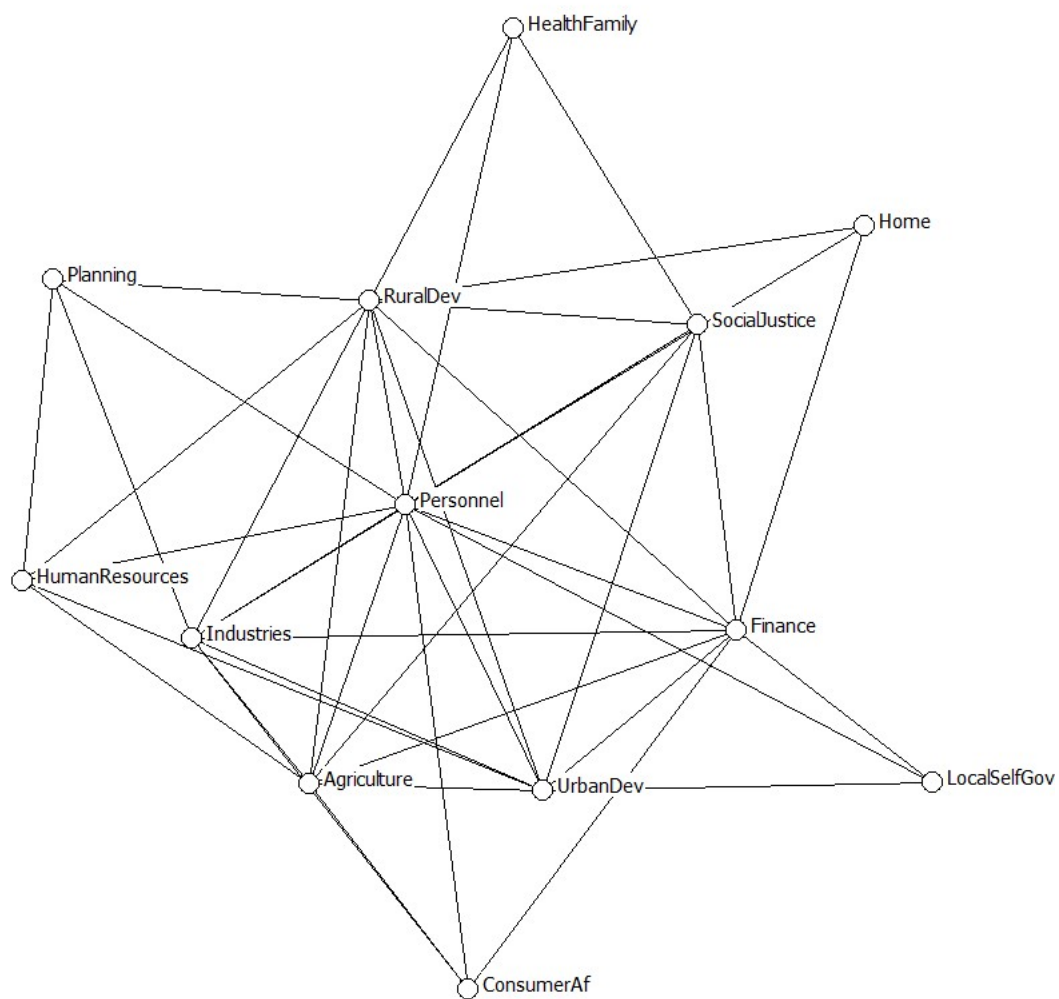 HealthFamily
Home
Planning
RuralDev
SocialJustice
Personnel
HumanResources
Industries
Finance
Agriculture
UrbanDev
LocalSelfGov
ConsumerAf